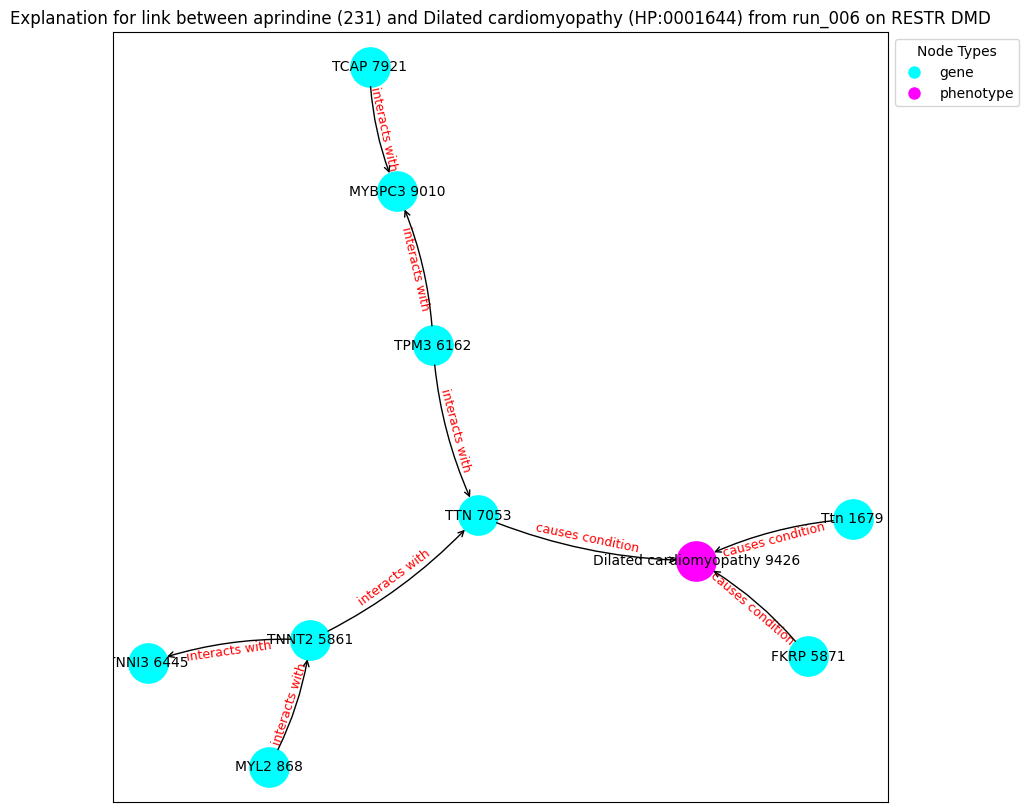 Explanation for link between aprindine (231) and Dilated cardiomyopathy (HP:0001644) from run_006 on RESTR DMD
Node Types
gene
phenotype
TCAP 7921
interacts with
MYBPC3 9010
interacts with
TPM3 6162
interacts with
TTN 7053
causes condition
Ttn 1679
causes condition
Dilated cardiomyopathy 9426
interacts with
causes condition
TNNT2 5861
interacts with
TNNI3 6445
FKRP 5871
interacts with
MYL2 868